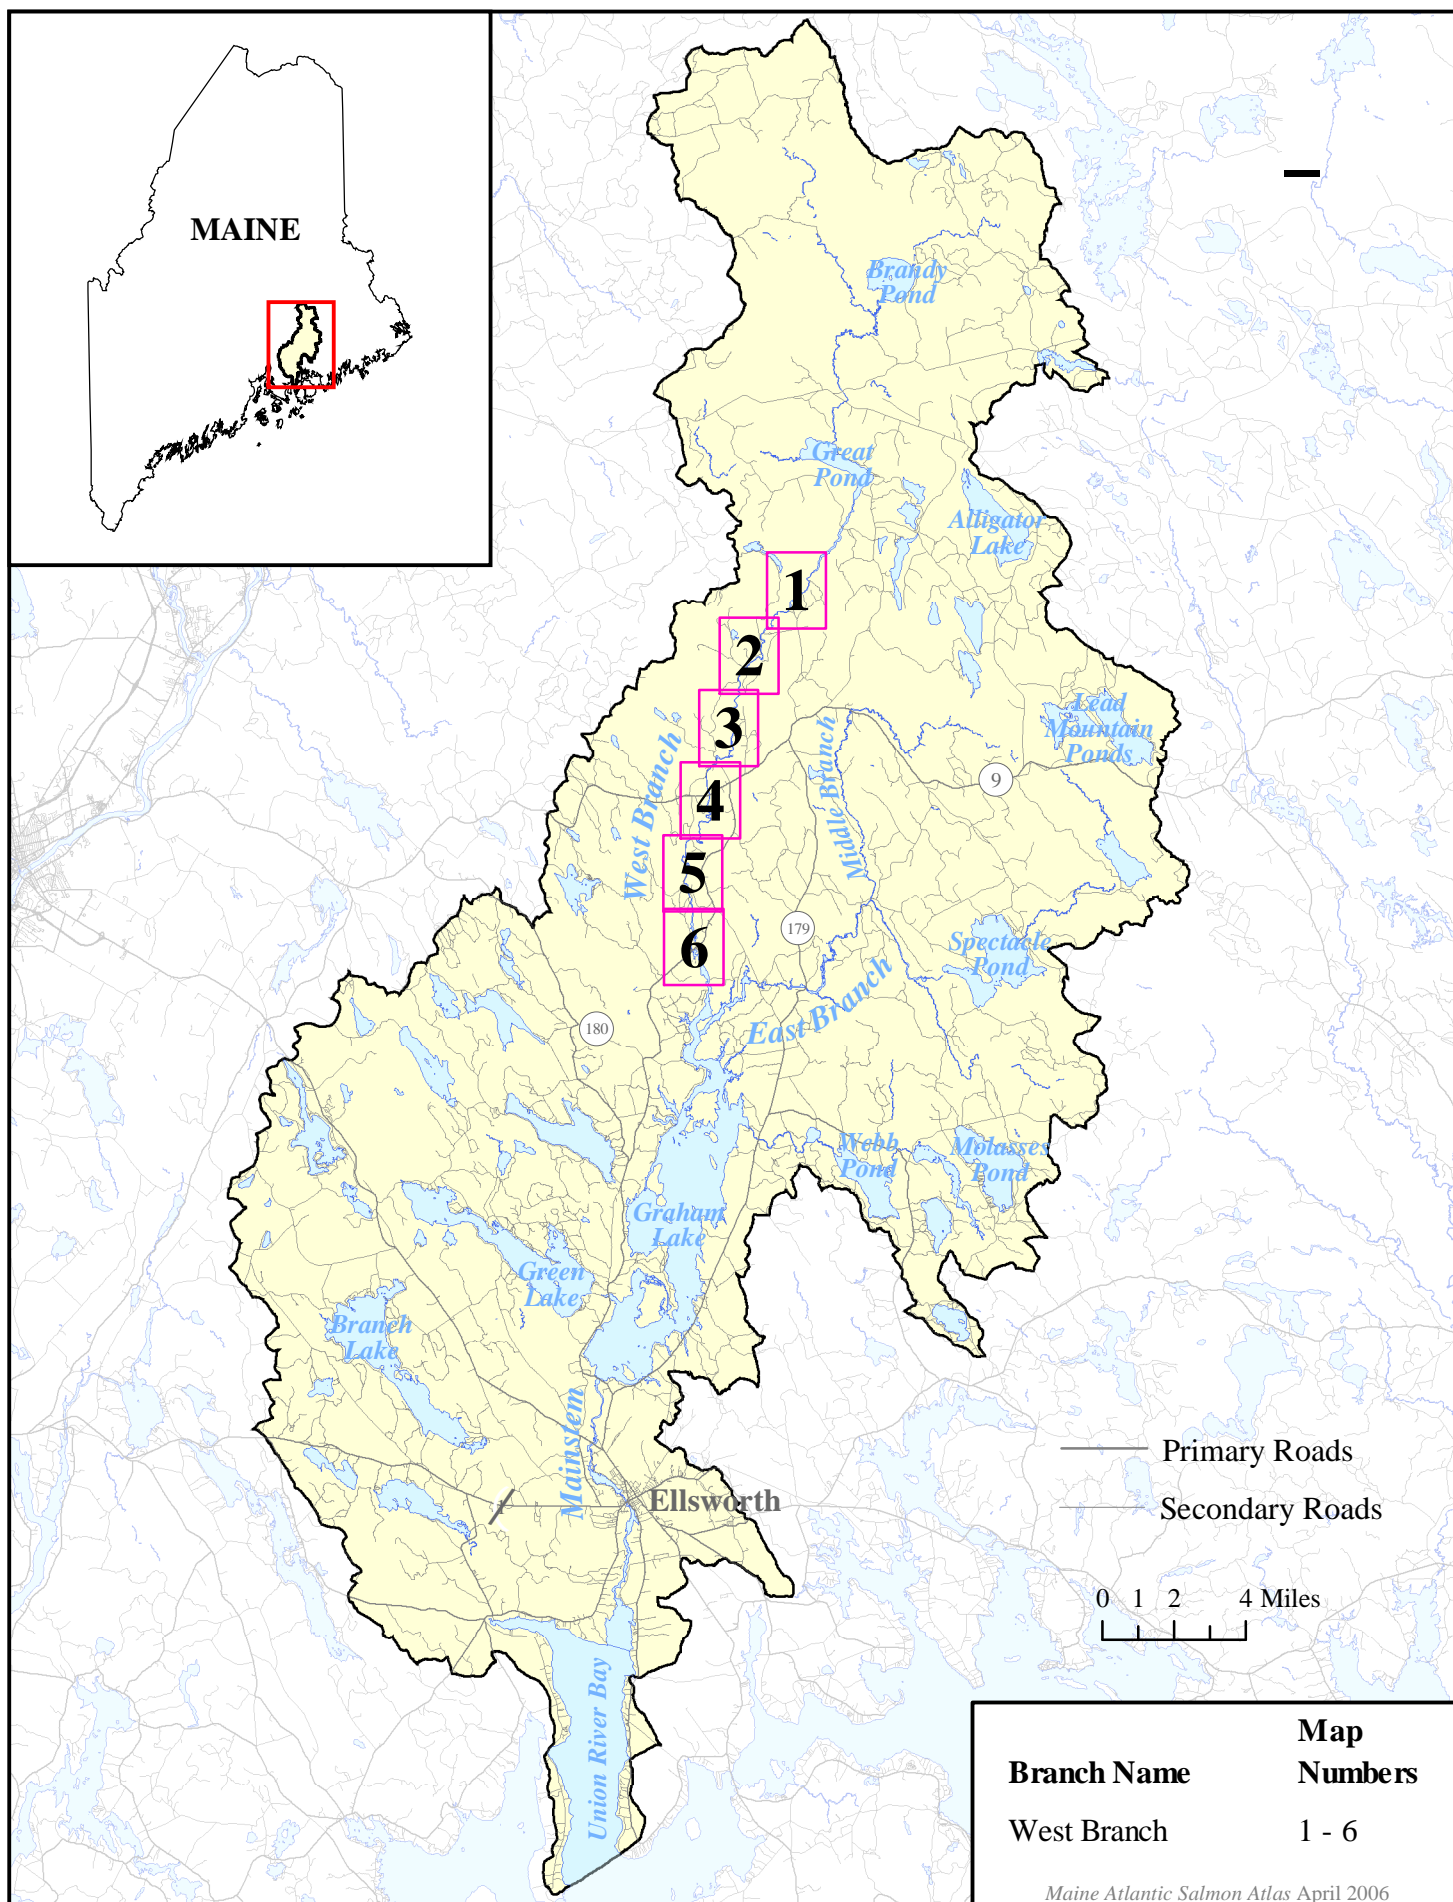 MAINE
Brandy
Pond
Great
Pond
Alligator
Lake
1
2
3
4
5
6
West Branch
Middle Branch
Lead
Mountain
Ponds
9
179
180
Spectacle
Pond
East Branch
Webb
Pond
Molasses
Pond
Graham
Lake
Green
Lake
Branch
Lake
Mainstem
Ellsworth
Union River Bay
Primary Roads
Secondary Roads
0 1 2 4 Miles
Map
Branch Name Numbers
West Branch 1 - 6
Maine Atlantic Salmon Atlas April 2006